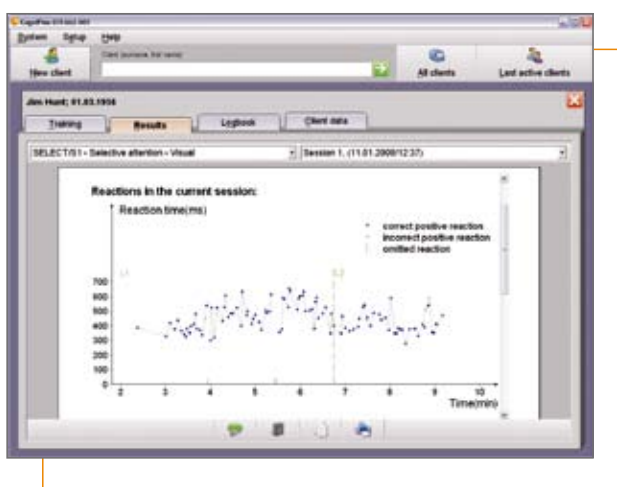 System Setup Help
New client
Client (surname, first name)
All clients
Last active clients
Jim Hunt; 01.03.1956
Training Results Logbook Client data
SELECT/S1 - Selective attention - Visual
Session 1, (11.01.2008/12:37)
Reactions in the current session:
Reaction time(ms)
correct positive reaction
incorrect positive reaction
omitted reaction
L1
L2
700
600
500
400
300
200
100
0
2 3 4 5 6 7 8 9 10
Time(min)